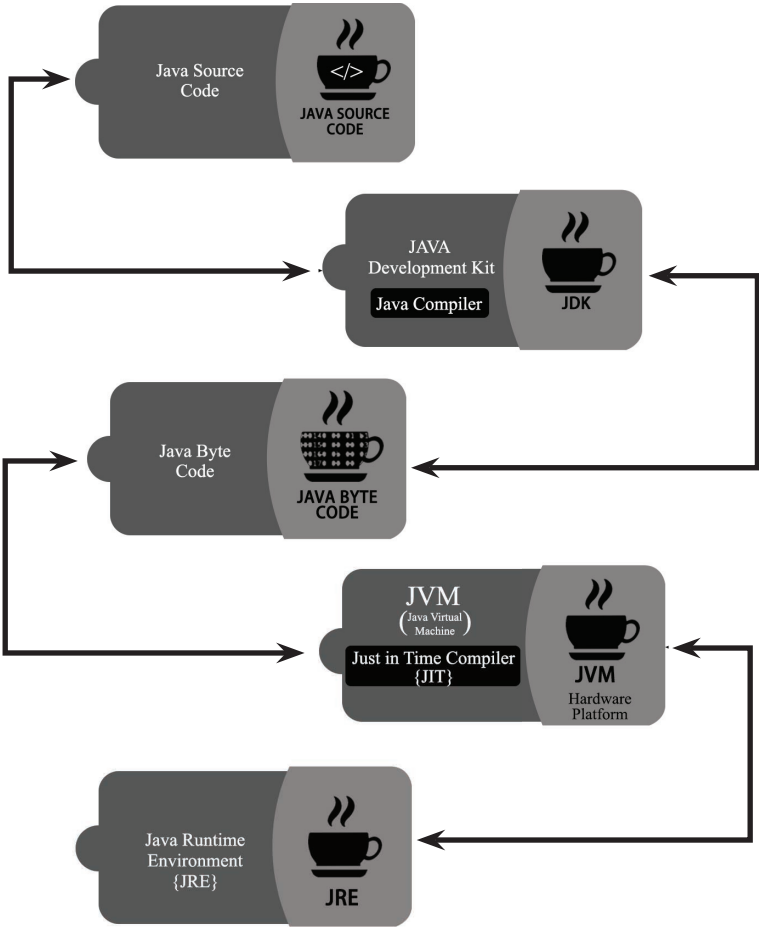 Java Source
Code
</>
JAVA SOURCE
CODE
JAVA
Development Kit
Java Compiler
JDK
Java Byte
Code
JAVA BYTE
CODE
JVM
(Java Virtual
Machine)
Just in Time Compiler
{JIT}
JVM
Hardware
Platform
Java Runtime
Environment
{JRE}
JRE